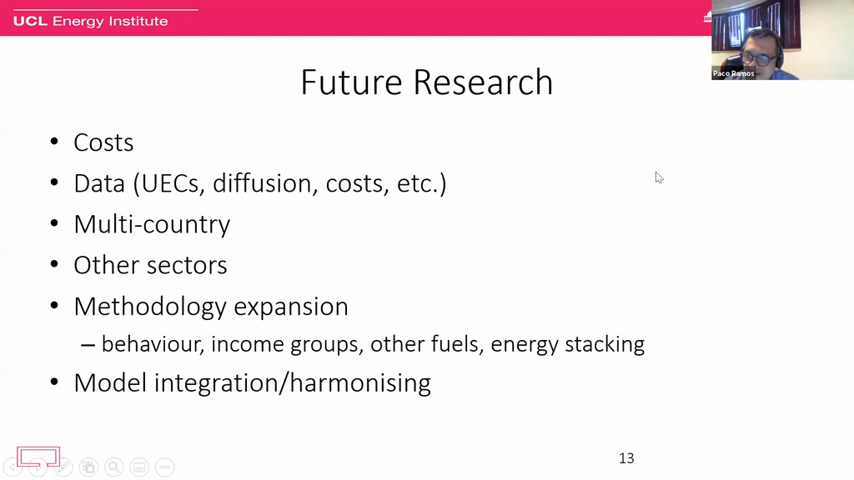 UCL Energy Institute
Paco Ramos
Future Research
• Costs
• Data (UECs, diffusion, costs, etc.)
• Multi-country
• Other sectors
• Methodology expansion
– behaviour, income groups, other fuels, energy stacking
• Model integration/harmonising
13